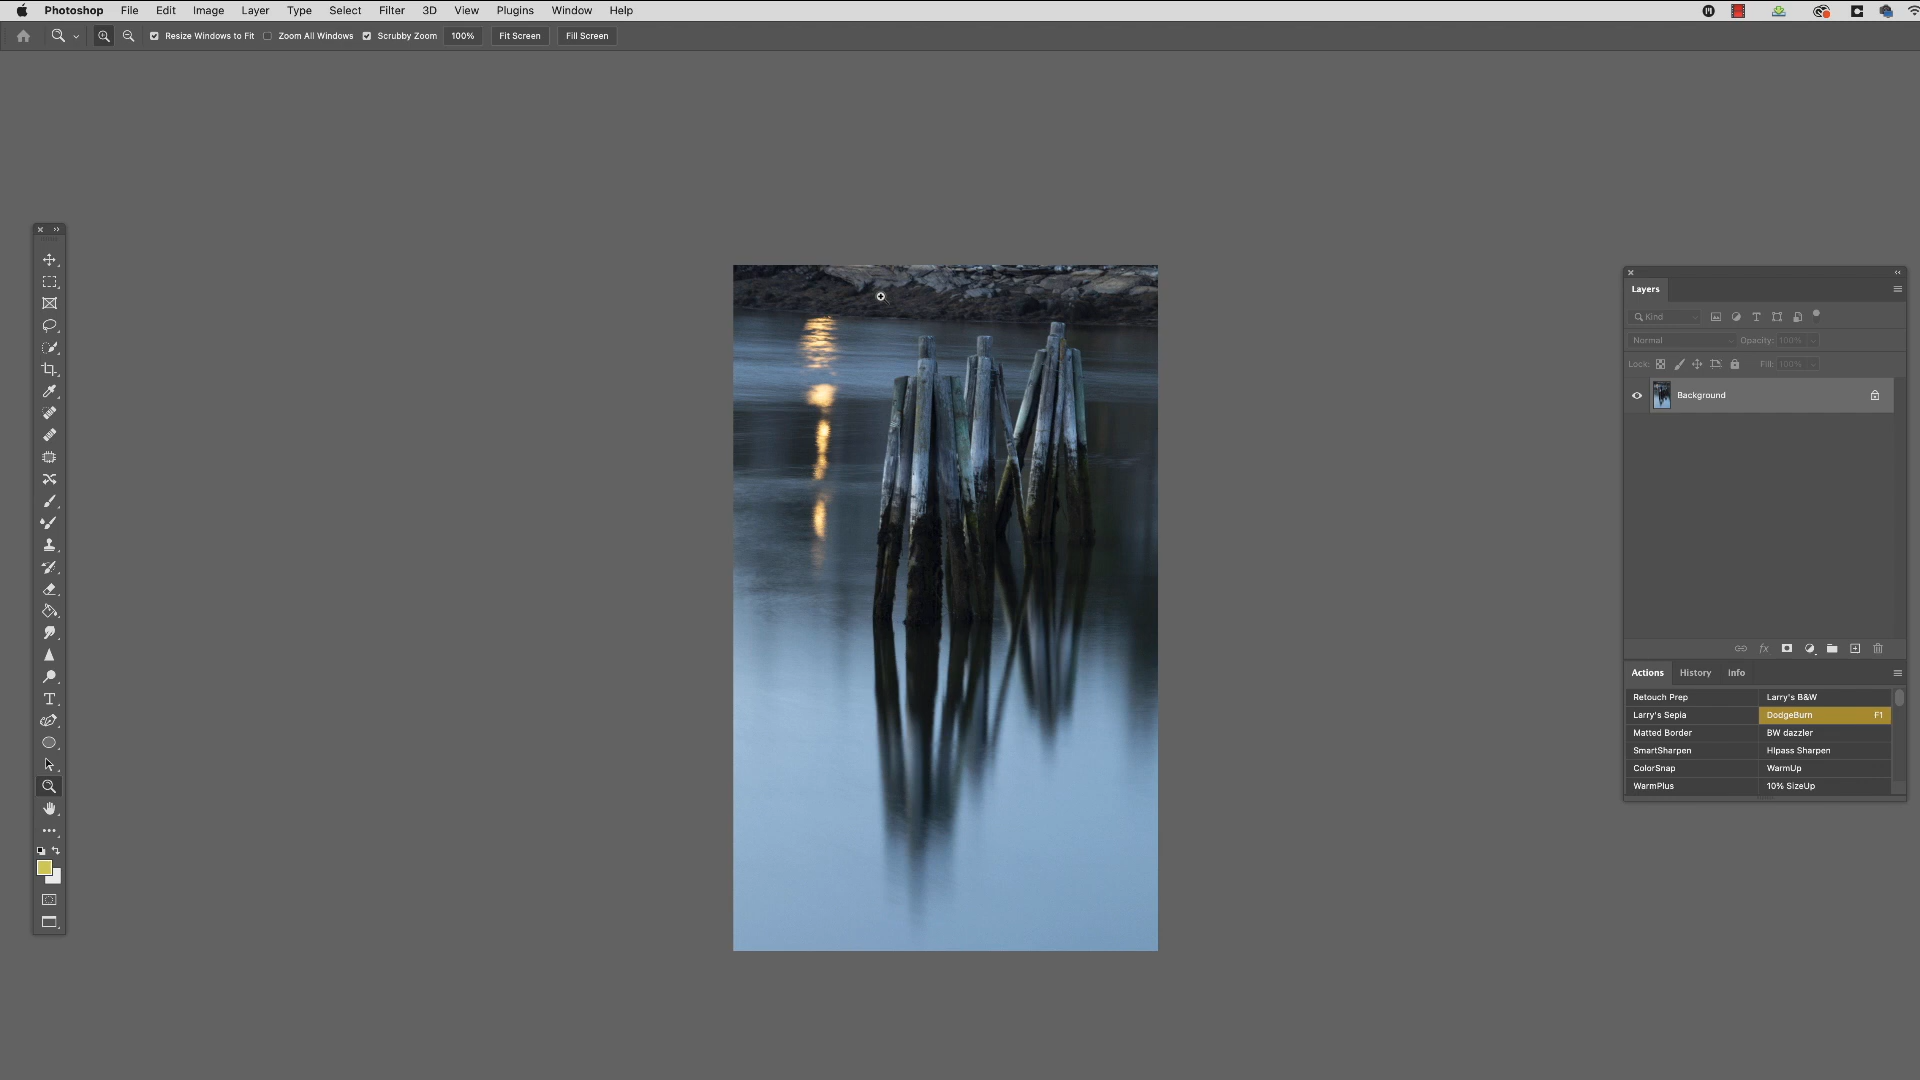 Photoshop File Edit Image Layer Type Select Filter 3D View Plugins Window Help
Resize Windows to Fit Zoom All Windows Scrubby Zoom 100% Fit Screen Fill Screen
Layers
Kind
Normal Opacity: 100%
Lock: Fill: 100%
Background
fx
Actions History Info
Retouch Prep Larry's B&W
Larry's Sepia DodgeBurn F1
Matted Border BW dazzler
SmartSharpen HIpass Sharpen
ColorSnap WarmUp
WarmPlus 10% SizeUp